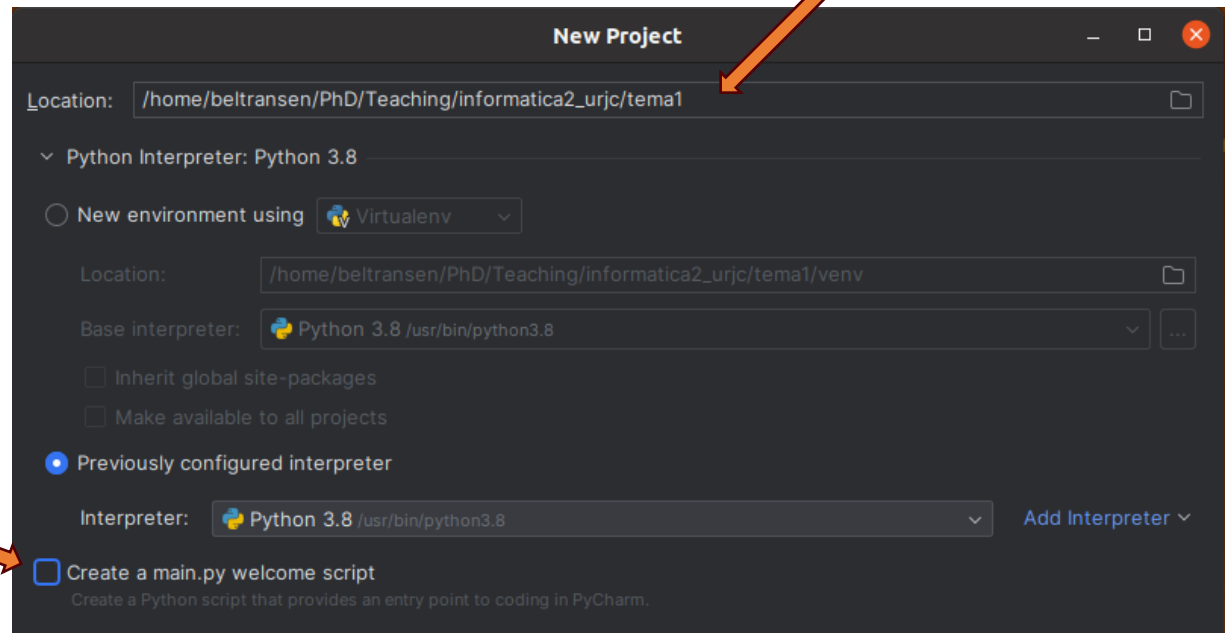 New Project
Location: /home/beltransen/PhD/Teaching/informatica2_urjc/tema1
Python Interpreter: Python 3.8
New environment using Virtualenv
Location: /home/beltransen/PhD/Teaching/informatica2_urjc/tema1/venv
Base interpreter: Python 3.8 /usr/bin/python3.8 ...
Inherit global site-packages
Make available to all projects
Previously configured interpreter
Interpreter: Python 3.8 /usr/bin/python3.8 Add Interpreter
Create a main.py welcome script
Create a Python script that provides an entry point to coding in PyCharm.